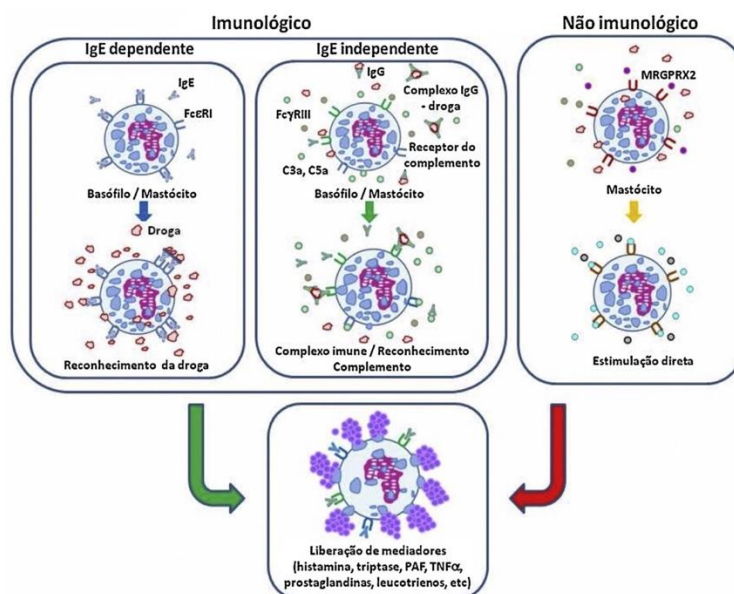 Imunológico
Não imunológico
IgE dependente
IgE independente
IgE
FcεRI
Basófilo / Mastócito
Droga
Reconhecimento da droga
IgG
Complexo IgG
- droga
FcγRIII
Receptor do
complemento
C3a, C5a
Basófilo / Mastócito
Complexo imune / Reconhecimento
Complemento
MRGPRX2
Mastócito
Estimulação direta
Liberação de mediadores
(histamina, triptase, PAF, TNFα,
prostaglandinas, leucotrienos, etc)